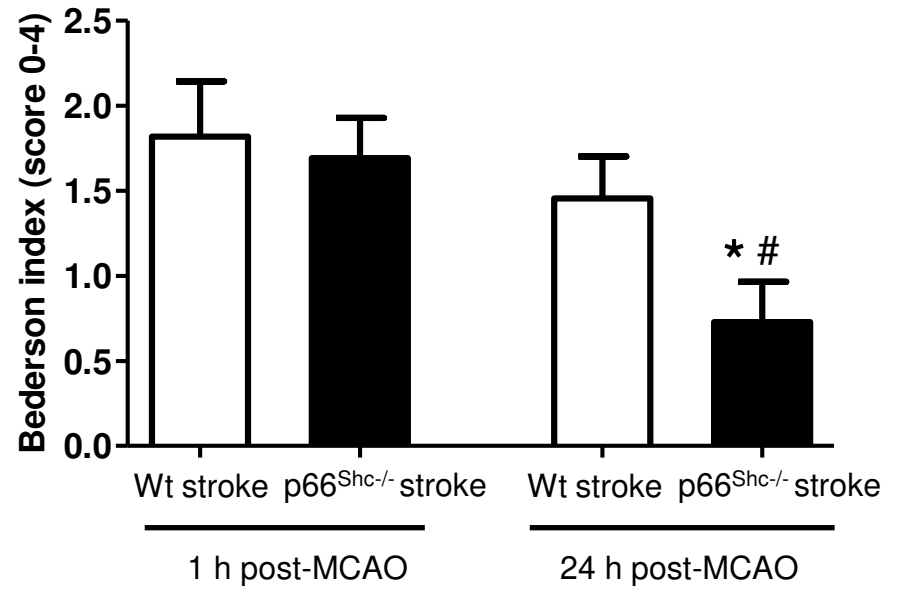 Bederson index (score 0-4)
2.5
2.0
1.5
1.0
0.5
0.0
* #
Wt stroke p66Shc-/- stroke Wt stroke p66Shc-/- stroke
1 h post-MCAO 24 h post-MCAO